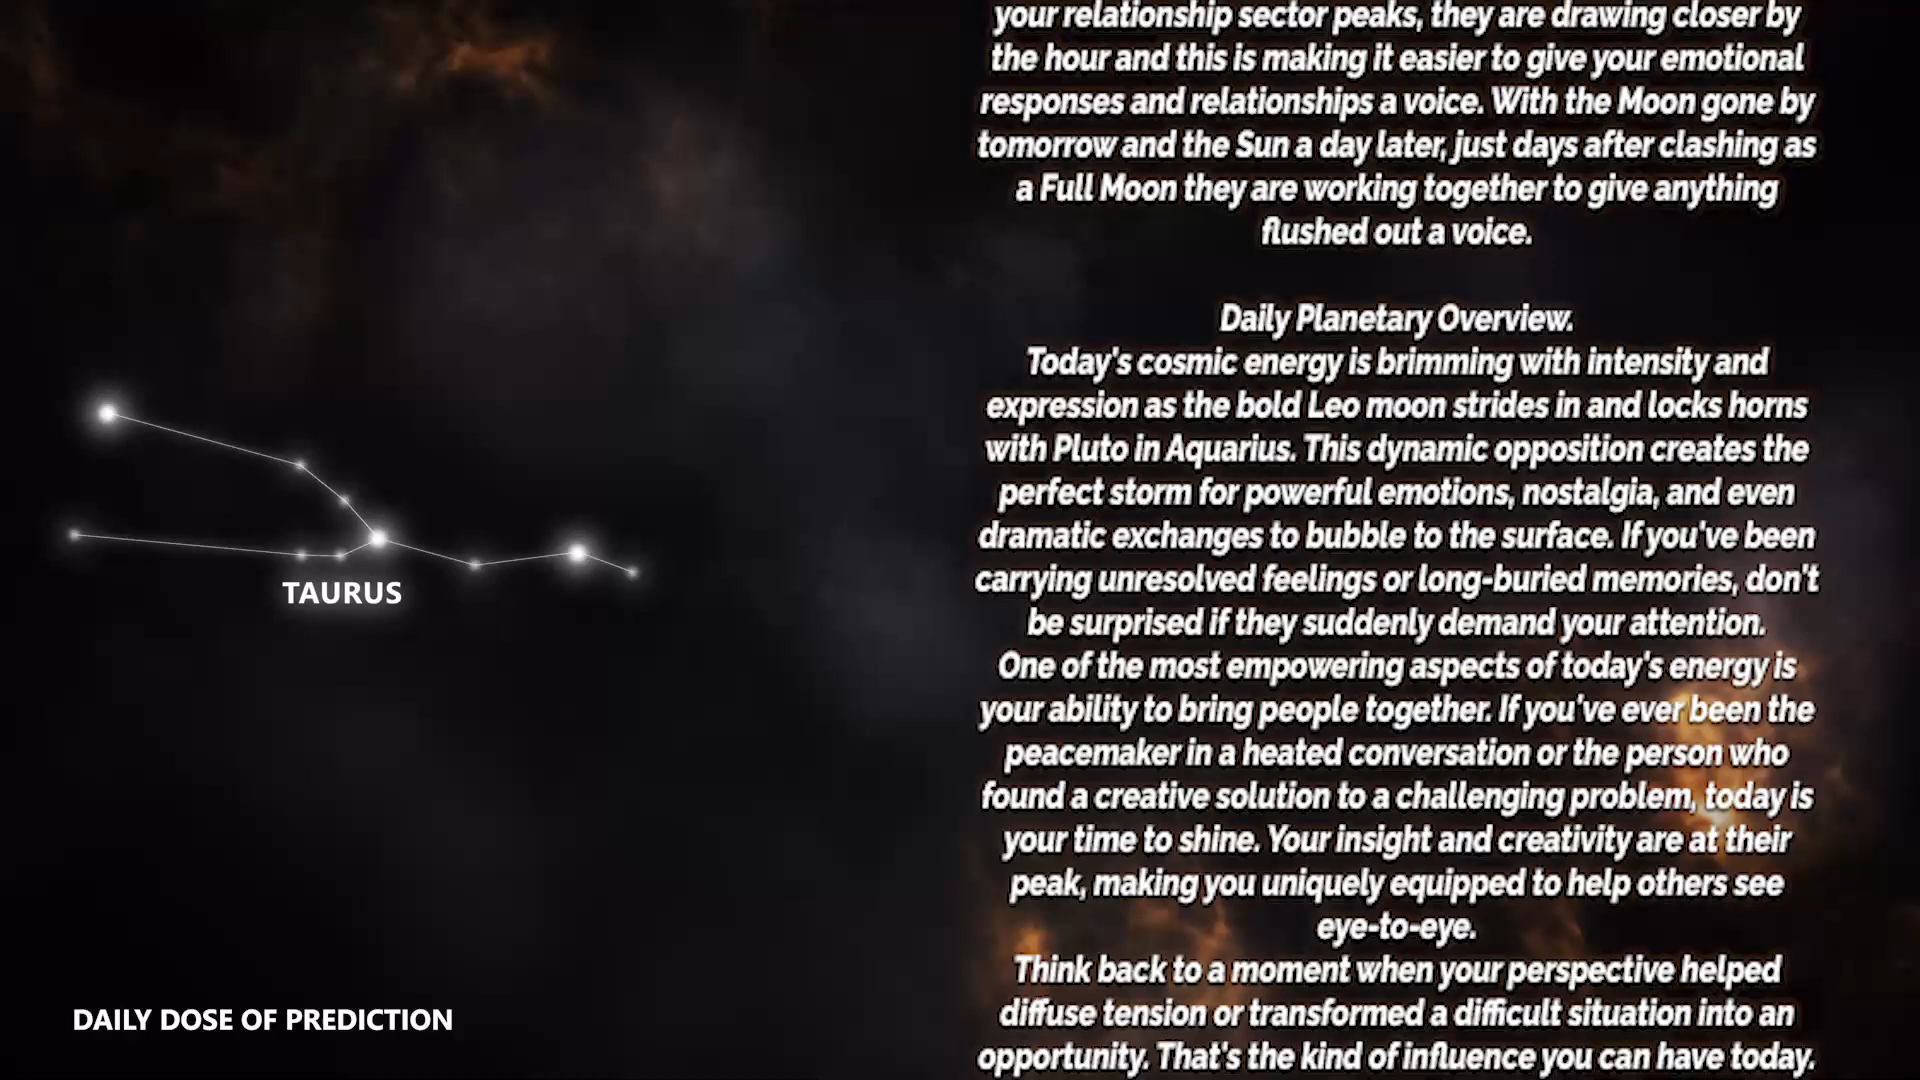 your relationship sector peaks, they are drawing closer by
the hour and this is making it easier to give your emotional
responses and relationships a voice. With the Moon gone by
tomorrow and the Sun a day later, just days after clashing as
a Full Moon they are working together to give anything
flushed out a voice.
Daily Planetary Overview.
Today's cosmic energy is brimming with intensity and
expression as the bold Leo moon strides in and locks horns
with Pluto in Aquarius. This dynamic opposition creates the
perfect storm for powerful emotions, nostalgia, and even
dramatic exchanges to bubble to the surface. If you've been
carrying unresolved feelings or long-buried memories, don't
be surprised if they suddenly demand your attention.
One of the most empowering aspects of today's energy is
your ability to bring people together. If you've ever been the
peacemaker in a heated conversation or the person who
found a creative solution to a challenging problem, today is
your time to shine. Your insight and creativity are at their
peak, making you uniquely equipped to help others see
eye-to-eye.
Think back to a moment when your perspective helped
diffuse tension or transformed a difficult situation into an
opportunity. That's the kind of influence you can have today.
TAURUS
DAILY DOSE OF PREDICTION